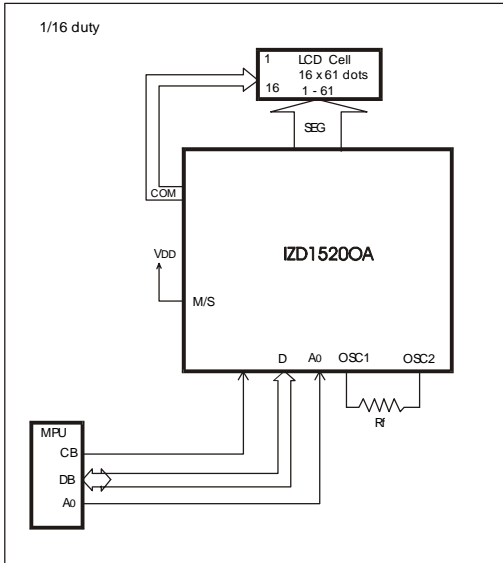 1/16 duty
1 LCD Cell
16 x 61 dots
16 1 - 61
SEG
COM
VDD
IZD1520OA
M/S
D A0 OSC1 OSC2
Rf
MPU
CB
DB
A0